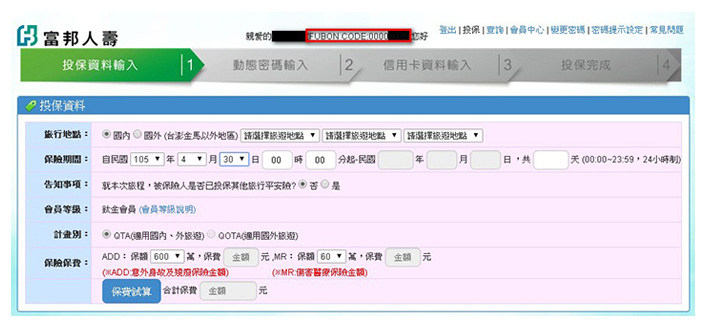 富邦人壽
親愛的 FUBON CODE:0000 您好
登出 | 投保 | 查詢 | 會員中心 | 變更密碼 | 密碼提示設定 | 常見問題
投保資料輸入 1 動態密碼輸入 2 信用卡資料輸入 3 投保完成 4
投保資料
旅行地點： 國內 國外 (台澎金馬以外地區) 請選擇旅遊地點 請選擇旅遊地點 請選擇旅遊地點
保險期間： 自民國 105 年 4 月 30 日 00 時 00 分起-民國 年 月 日，共 天 (00:00~23:59，24小時制)
告知事項： 就本次旅程，被保險人是否已投保其他旅行平安險? 否 是
會員等級： 鈦金會員 (會員等級說明)
計畫別： QTA(適用國內、外旅遊) QOTA(適用國外旅遊)
保險保費： ADD：保額 600 萬，保費 金額 元 ,MR：保額 60 萬，保費 金額 元
(※ADD:意外身故及殘廢保險金額) (※MR:傷害醫療保險金額)
保費試算 合計保費 金額 元